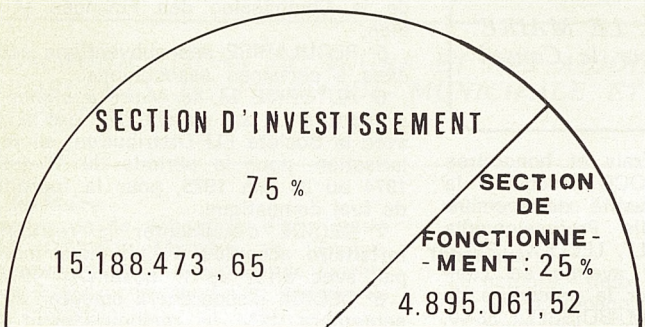 SECTION D'INVESTISSEMENT
75 %
15.188.473,65
SECTION
DE
FONCTIONNE-
-MENT : 25 %
4.895.061,52